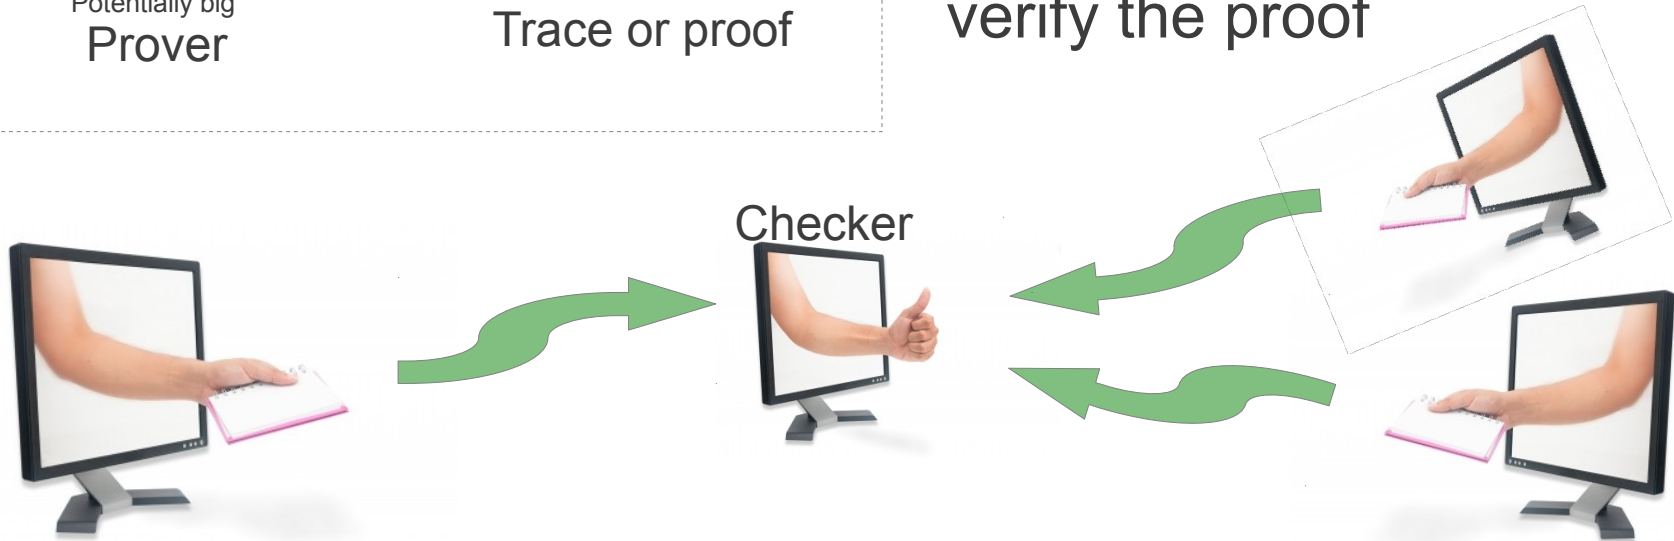 Potentially big
Prover
Trace or proof
verify the proof
Checker